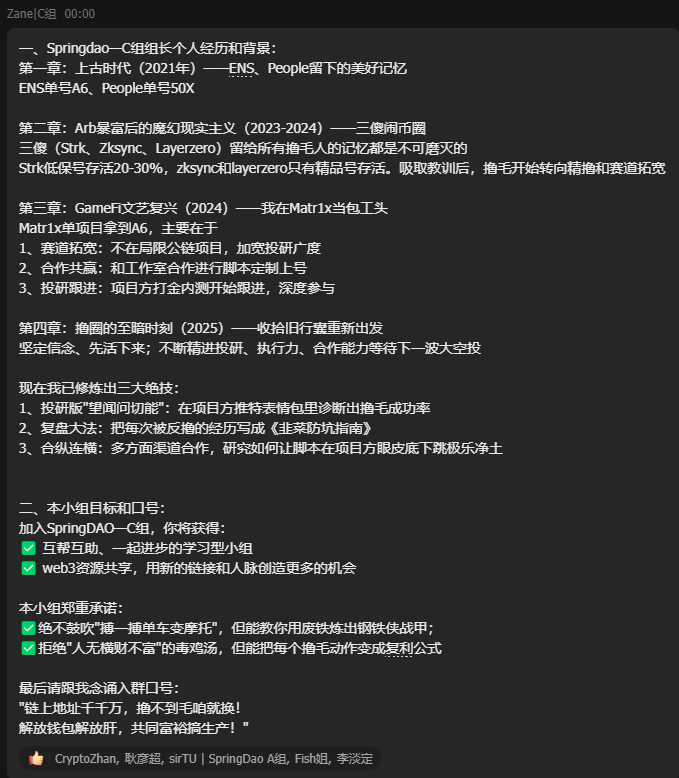 Zane|C组 00:00
一、Springdao—C组组长个人经历和背景：
第一章：上古时代（2021年）——ENS、People留下的美好记忆
ENS单号A6、People单号50X
第二章：Arb暴富后的魔幻现实主义（2023-2024）——三傻闹币圈
三傻（Strk、Zksync、Layerzero）留给所有撸毛人的记忆都是不可磨灭的
Strk低保号存活20-30%，zksync和layerzero只有精品号存活。吸取教训后，撸毛开始转向精撸和赛道拓宽
第三章：GameFi文艺复兴（2024）——我在Matr1x当包工头
Matr1x单项目拿到A6，主要在于
1、赛道拓宽：不在局限公链项目，加宽投研广度
2、合作共赢：和工作室合作进行脚本定制上号
3、投研跟进：项目方打金内测开始跟进，深度参与
第四章：撸圈的至暗时刻（2025）——收拾旧行囊重新出发
坚定信念、先活下来；不断精进投研、执行力、合作能力等待下一波大空投
现在我已修炼出三大绝技：
1、投研版"望闻问切能"：在项目方推特表情包里诊断出撸毛成功率
2、复盘大法：把每次被反撸的经历写成《韭菜防坑指南》
3、合纵连横：多方面渠道合作，研究如何让脚本在项目方眼皮底下跳极乐净土
二、本小组目标和口号：
加入SpringDAO—C组，你将获得：
✅ 互帮互助、一起进步的学习型小组
✅ web3资源共享，用新的链接和人脉创造更多的机会
本小组郑重承诺：
✅绝不鼓吹"搏一搏单车变摩托"，但能教你用废铁炼出钢铁侠战甲；
✅拒绝"人无横财不富"的毒鸡汤，但能把每个撸毛动作变成复利公式
最后请跟我念诵入群口号：
"链上地址千千万，撸不到毛咱就换！
解放钱包解放肝，共同富裕搞生产！"
👍 CryptoZhan, 耿彦超, sirTU | SpringDao A组, Fish姐, 李淡定